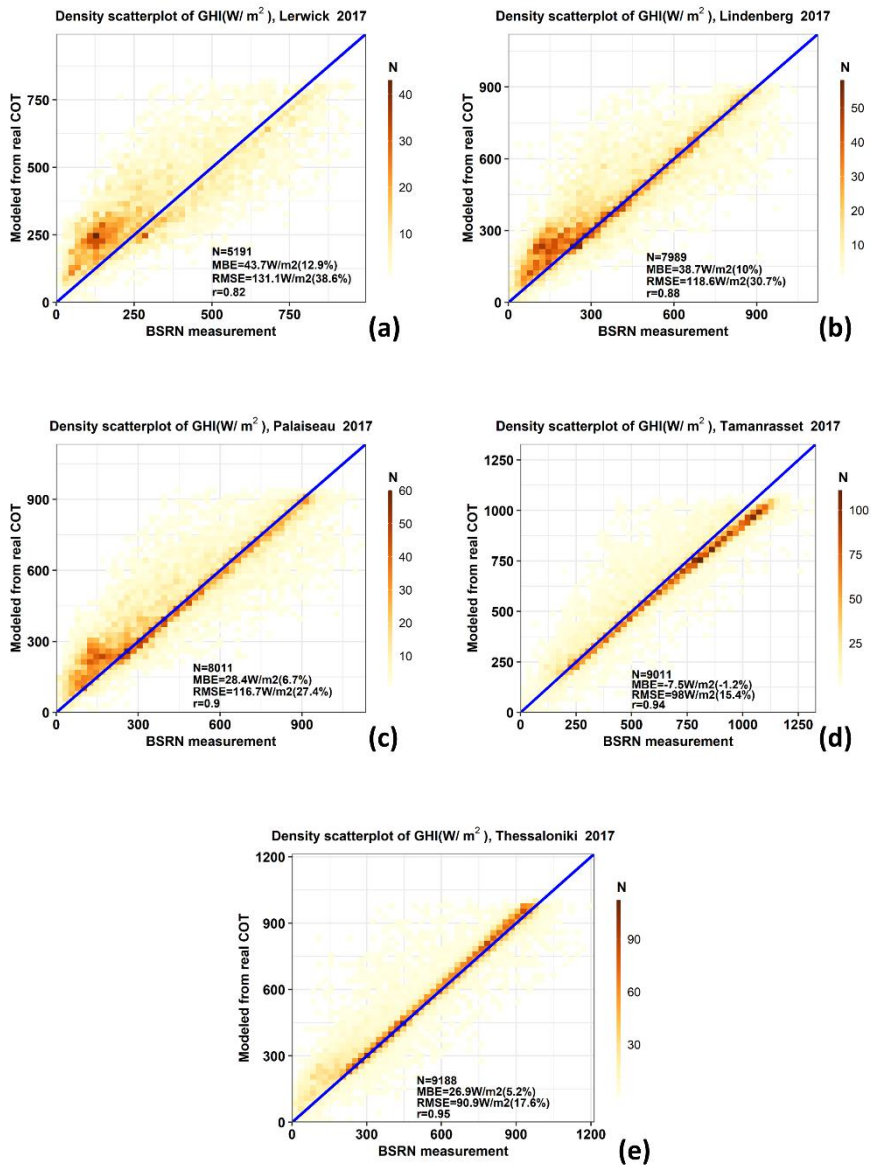 Density scatterplot of GHI(W/ m²), Lerwick 2017
N
Modeled from real COT
750
500
250
0
40
30
20
10
N=5191
MBE=43.7W/m2(12.9%)
RMSE=131.1W/m2(38.6%)
r=0.82
0 250 500 750
BSRN measurement
(a)
Density scatterplot of GHI(W/ m²), Lindenberg 2017
N
Modeled from real COT
900
600
300
0
50
40
30
20
10
N=7989
MBE=38.7W/m2(10%)
RMSE=118.6W/m2(30.7%)
r=0.88
0 300 600 900
BSRN measurement
(b)
Density scatterplot of GHI(W/ m²), Palaiseau 2017
N
Modeled from real COT
900
600
300
0
60
50
40
30
20
10
N=8011
MBE=28.4W/m2(6.7%)
RMSE=116.7W/m2(27.4%)
r=0.9
0 300 600 900
BSRN measurement
(c)
Density scatterplot of GHI(W/ m²), Tamanrasset 2017
N
Modeled from real COT
1250
1000
750
500
250
0
100
75
50
25
N=9011
MBE=-7.5W/m2(-1.2%)
RMSE=98W/m2(15.4%)
r=0.94
0 250 500 750 1000 1250
BSRN measurement
(d)
Density scatterplot of GHI(W/ m²), Thessaloniki 2017
N
Modeled from real COT
1200
900
600
300
0
90
60
30
N=9188
MBE=26.9W/m2(5.2%)
RMSE=90.9W/m2(17.6%)
r=0.95
0 300 600 900 1200
BSRN measurement
(e)